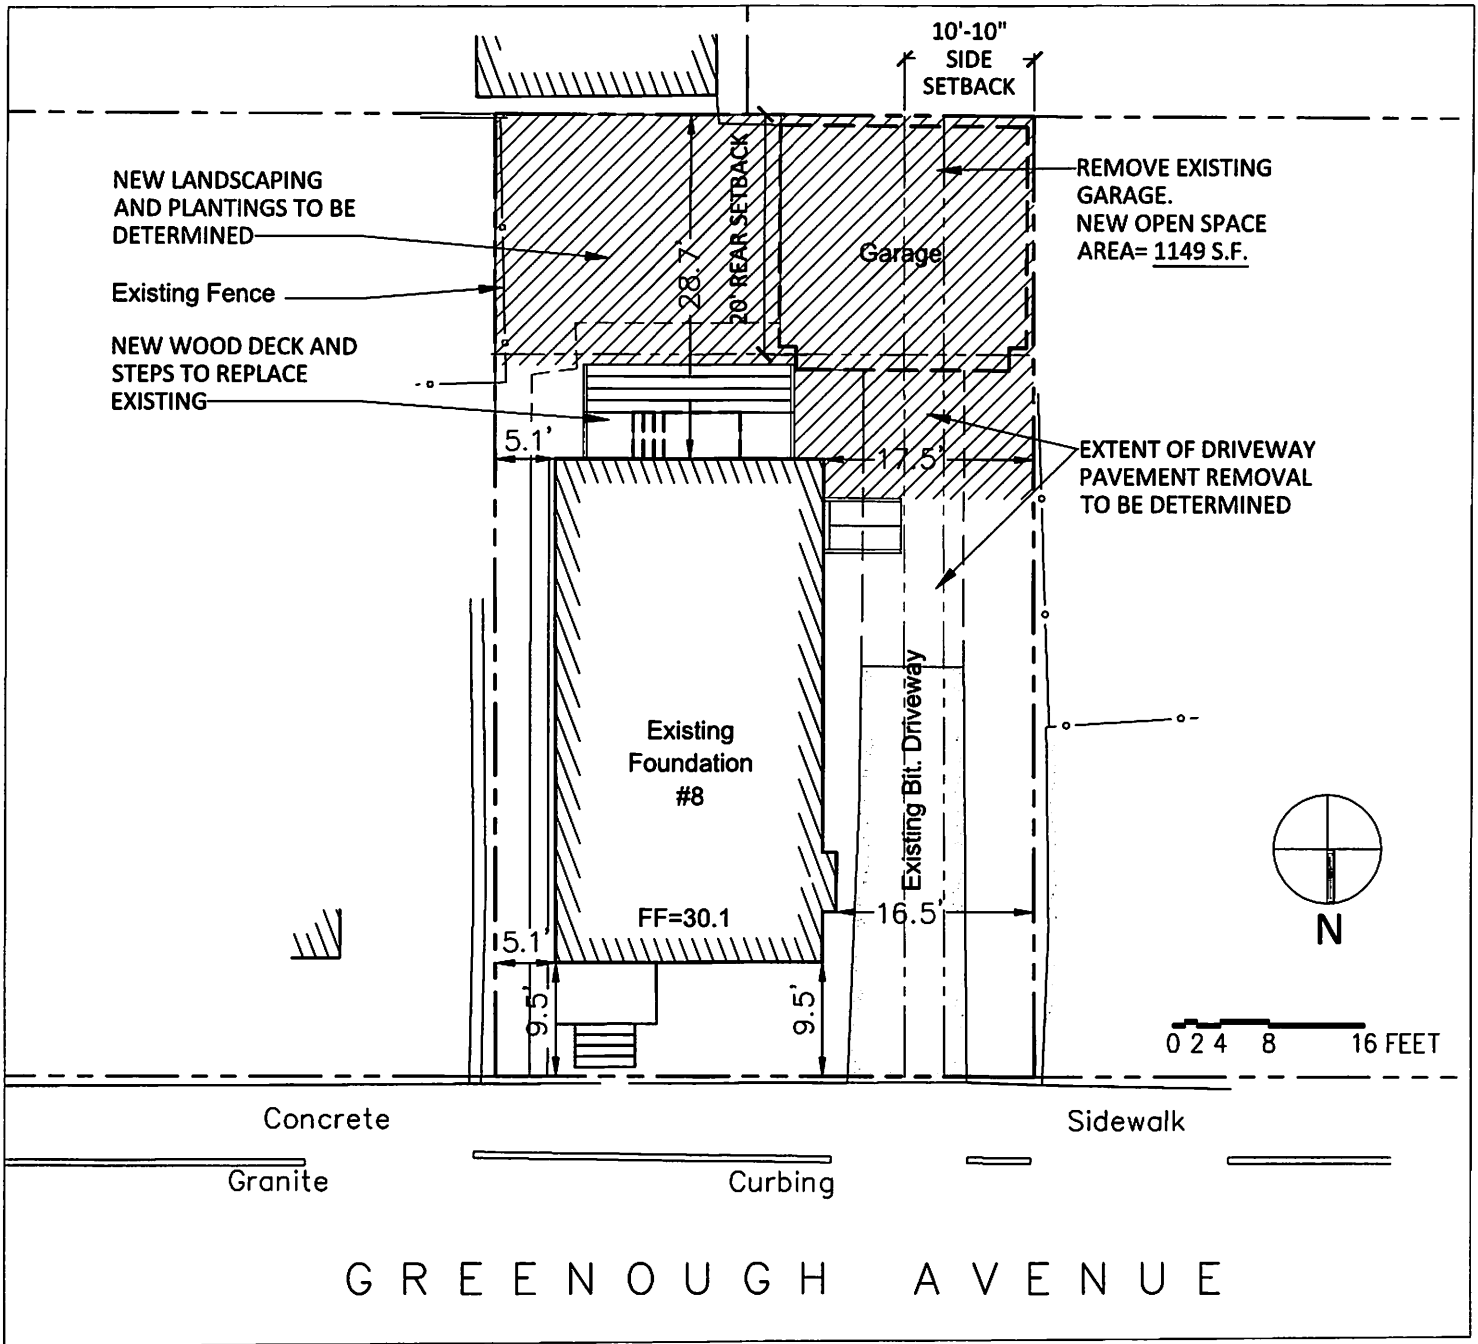 10'-10"
SIDE
SETBACK
NEW LANDSCAPING
AND PLANTINGS TO BE
DETERMINED
Existing Fence
NEW WOOD DECK AND
STEPS TO REPLACE
EXISTING
28.7'
20' REAR SETBACK
Garage
REMOVE EXISTING
GARAGE.
NEW OPEN SPACE
AREA= 1149 S.F.
5.1'
17.5'
EXTENT OF DRIVEWAY
PAVEMENT REMOVAL
TO BE DETERMINED
Existing
Foundation
#8
Existing Bit. Driveway
FF=30.1
16.5'
5.1'
9.5'
9.5'
N
0 2 4 8 16 FEET
Concrete
Sidewalk
Granite
Curbing
GREENOUGH AVENUE